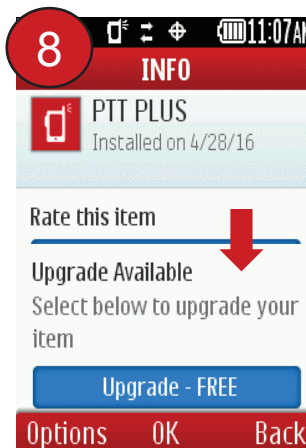 8
11:07AM
INFO
PTT PLUS
Installed on 4/28/16
Rate this item
Upgrade Available
Select below to upgrade your
item
Upgrade - FREE
Options OK Back